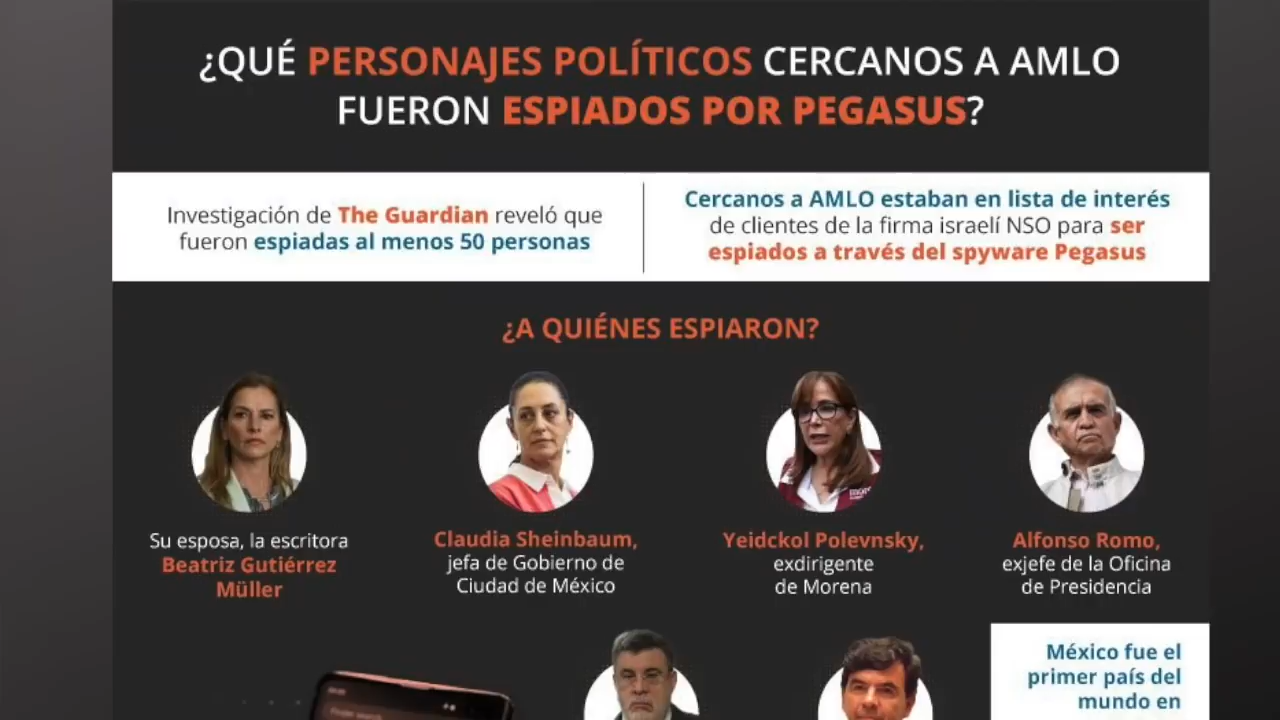 ¿QUÉ PERSONAJES POLÍTICOS CERCANOS A AMLO
FUERON ESPIADOS POR PEGASUS?
Investigación de The Guardian reveló que
fueron espiadas al menos 50 personas
Cercanos a AMLO estaban en lista de interés
de clientes de la firma israelí NSO para ser
espiados a través del spyware Pegasus
¿A QUIÉNES ESPIARON?
Su esposa, la escritora
Beatriz Gutiérrez
Müller
Claudia Sheinbaum,
jefa de Gobierno de
Ciudad de México
Yeidckol Polevnsky,
exdirigente
de Morena
Alfonso Romo,
exjefe de la Oficina
de Presidencia
México fue el
primer país del
mundo en